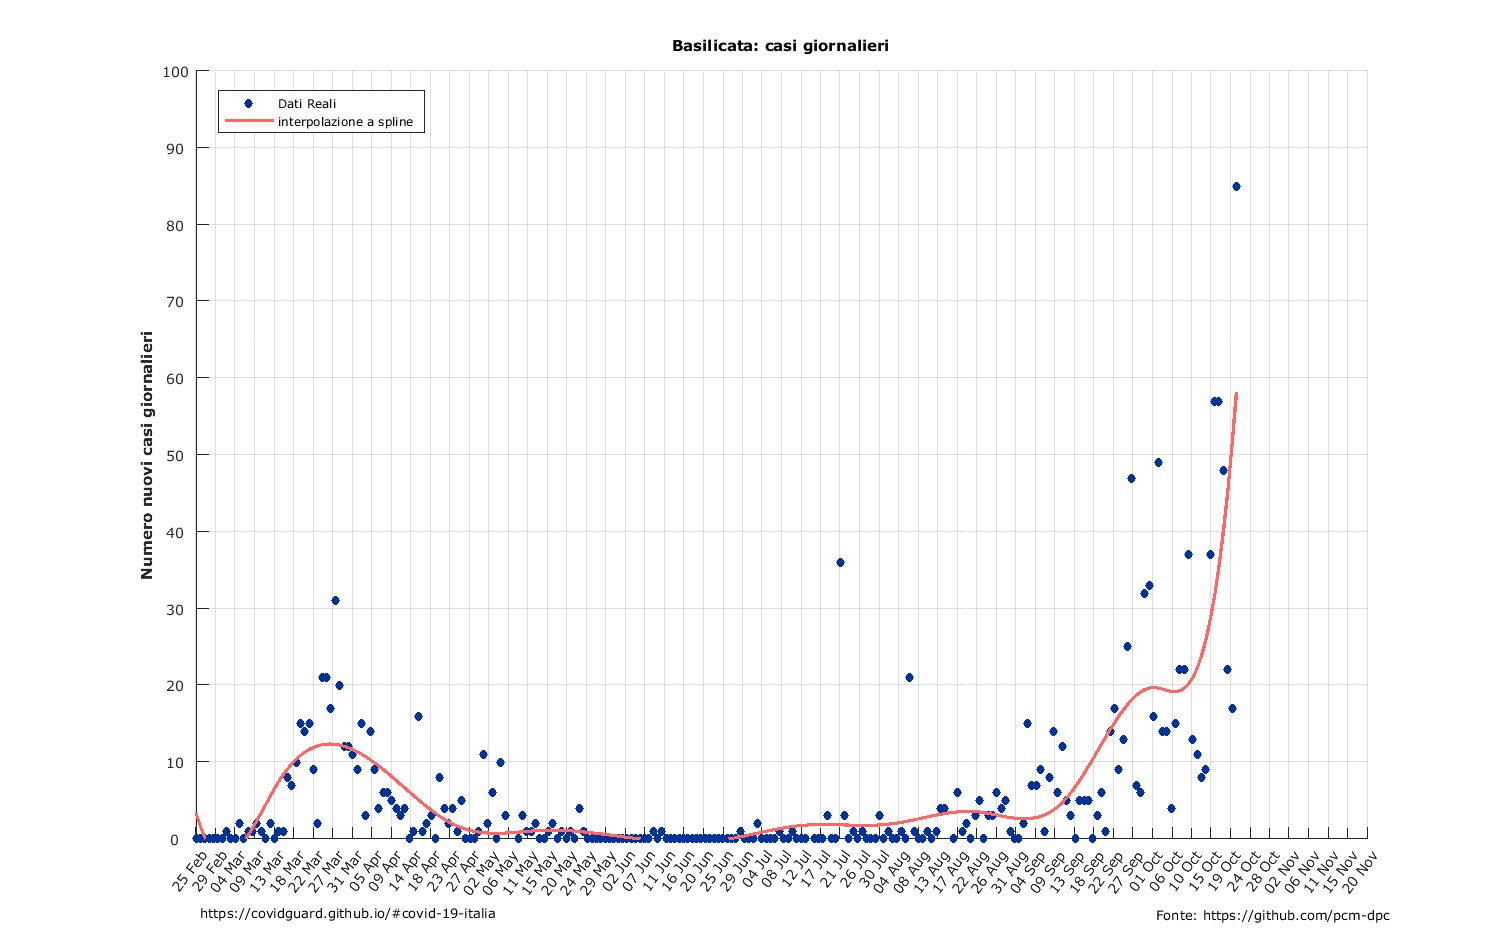 Basilicata: casi giornalieri
100
90
80
70
60
50
40
30
20
10
0
Dati Reali
interpolazione a spline
Numero nuovi casi giornalieri
25 Feb
29 Feb
04 Mar
09 Mar
13 Mar
18 Mar
22 Mar
27 Mar
31 Mar
05 Apr
09 Apr
14 Apr
18 Apr
23 Apr
27 Apr
02 May
06 May
11 May
15 May
20 May
24 May
29 May
02 Jun
07 Jun
11 Jun
16 Jun
20 Jun
25 Jun
29 Jun
04 Jul
08 Jul
12 Jul
17 Jul
21 Jul
26 Jul
30 Jul
04 Aug
08 Aug
13 Aug
17 Aug
22 Aug
26 Aug
31 Aug
04 Sep
09 Sep
13 Sep
18 Sep
22 Sep
27 Sep
01 Oct
06 Oct
10 Oct
15 Oct
19 Oct
24 Oct
28 Oct
02 Nov
06 Nov
11 Nov
15 Nov
20 Nov
https://covidguard.github.io/#covid-19-italia
Fonte: https://github.com/pcm-dpc